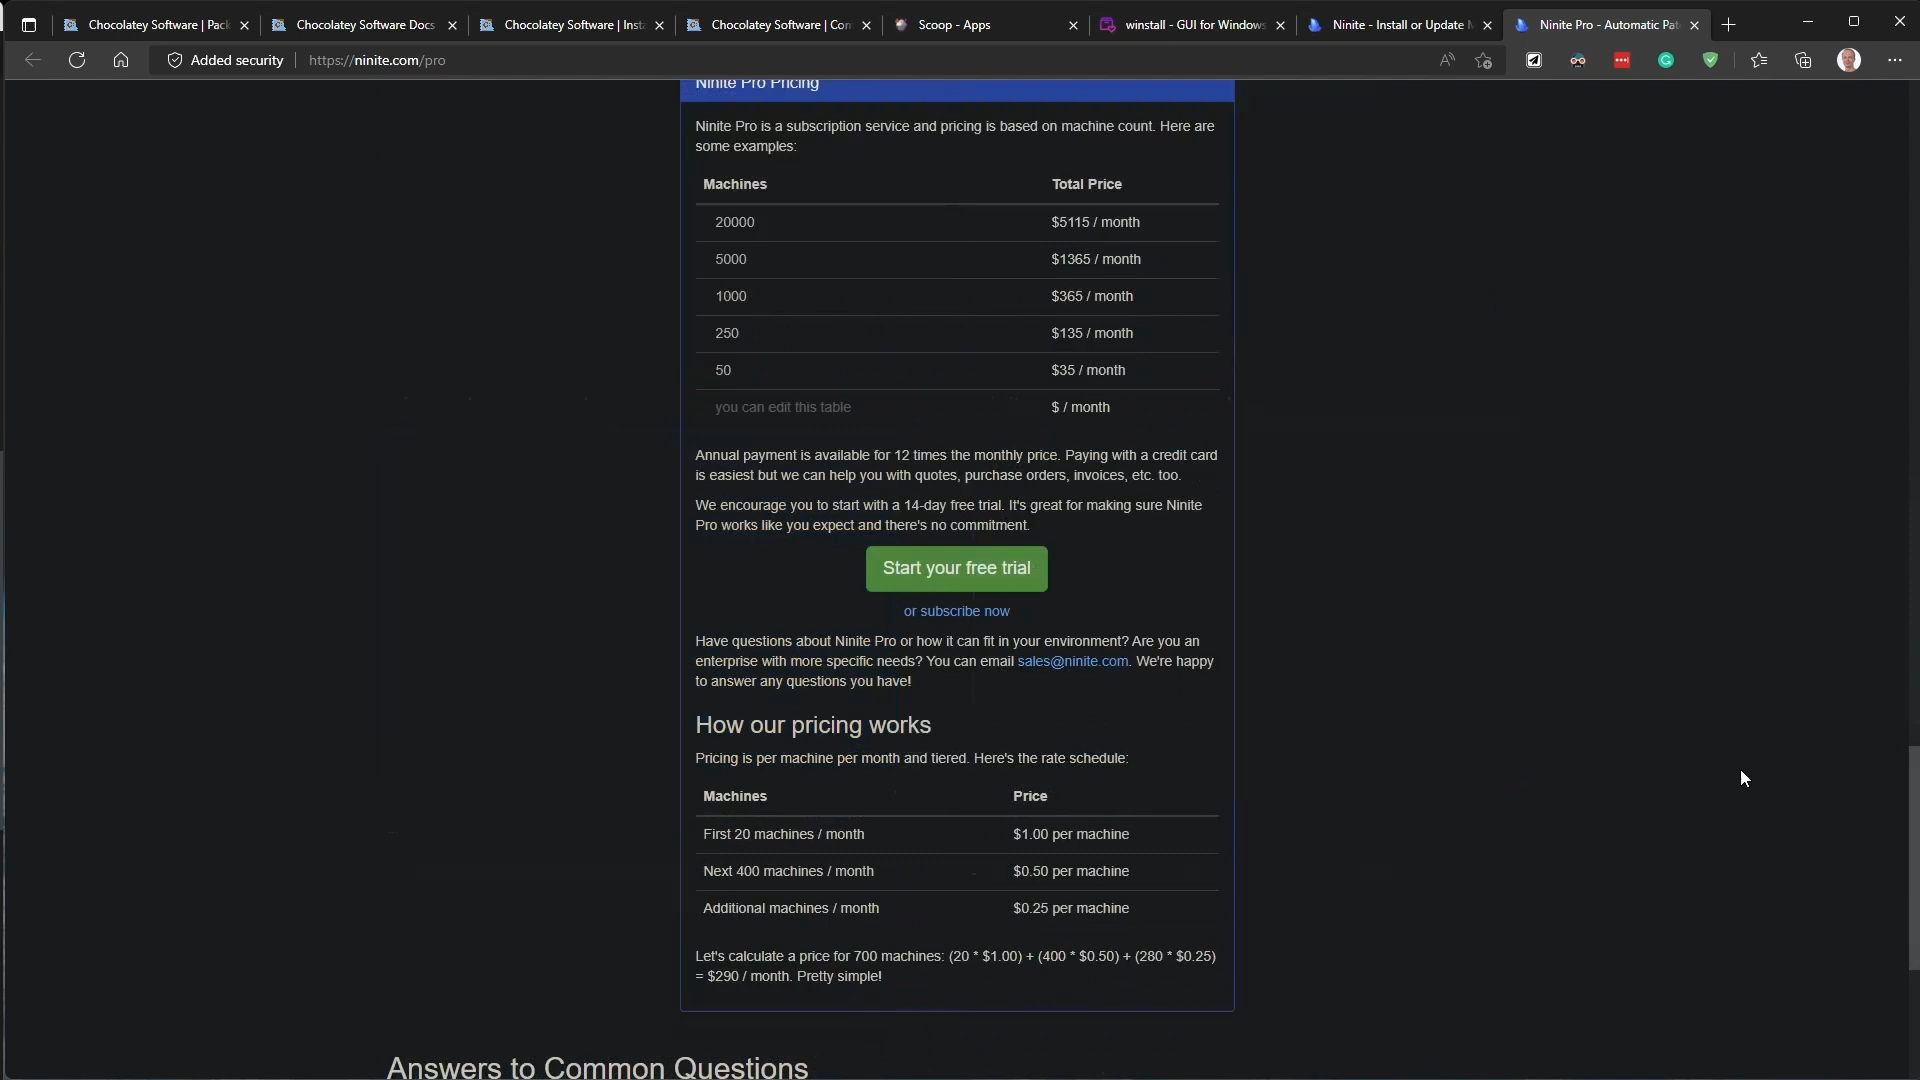 Chocolatey Software | Pack
Chocolatey Software Docs
Chocolatey Software | Insta
Chocolatey Software | Com
Scoop - Apps
winstall - GUI for Windows
Ninite - Install or Update M
Ninite Pro - Automatic Pat
Added security
https://ninite.com/pro
Ninite Pro Pricing
Ninite Pro is a subscription service and pricing is based on machine count. Here are
some examples:
Machines Total Price
20000 $5115 / month
5000 $1365 / month
1000 $365 / month
250 $135 / month
50 $35 / month
you can edit this table $ / month
Annual payment is available for 12 times the monthly price. Paying with a credit card
is easiest but we can help you with quotes, purchase orders, invoices, etc. too.
We encourage you to start with a 14-day free trial. It's great for making sure Ninite
Pro works like you expect and there's no commitment.
Start your free trial
or subscribe now
Have questions about Ninite Pro or how it can fit in your environment? Are you an
enterprise with more specific needs? You can email sales@ninite.com. We're happy
to answer any questions you have!
How our pricing works
Pricing is per machine per month and tiered. Here's the rate schedule:
Machines Price
First 20 machines / month $1.00 per machine
Next 400 machines / month $0.50 per machine
Additional machines / month $0.25 per machine
Let's calculate a price for 700 machines: (20 * $1.00) + (400 * $0.50) + (280 * $0.25)
= $290 / month. Pretty simple!
Answers to Common Questions